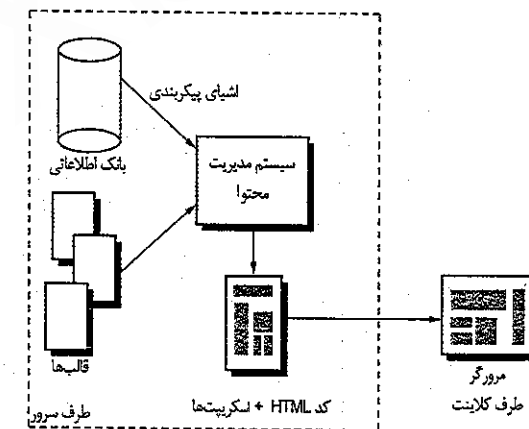 اشیای پیکربندی
بانک اطلاعاتی
سیستم مدیریت
محتوا
قالب‌ها
کد HTML + اسکریپت‌ها
طرف سرور
مرورگر
طرف کلاینت